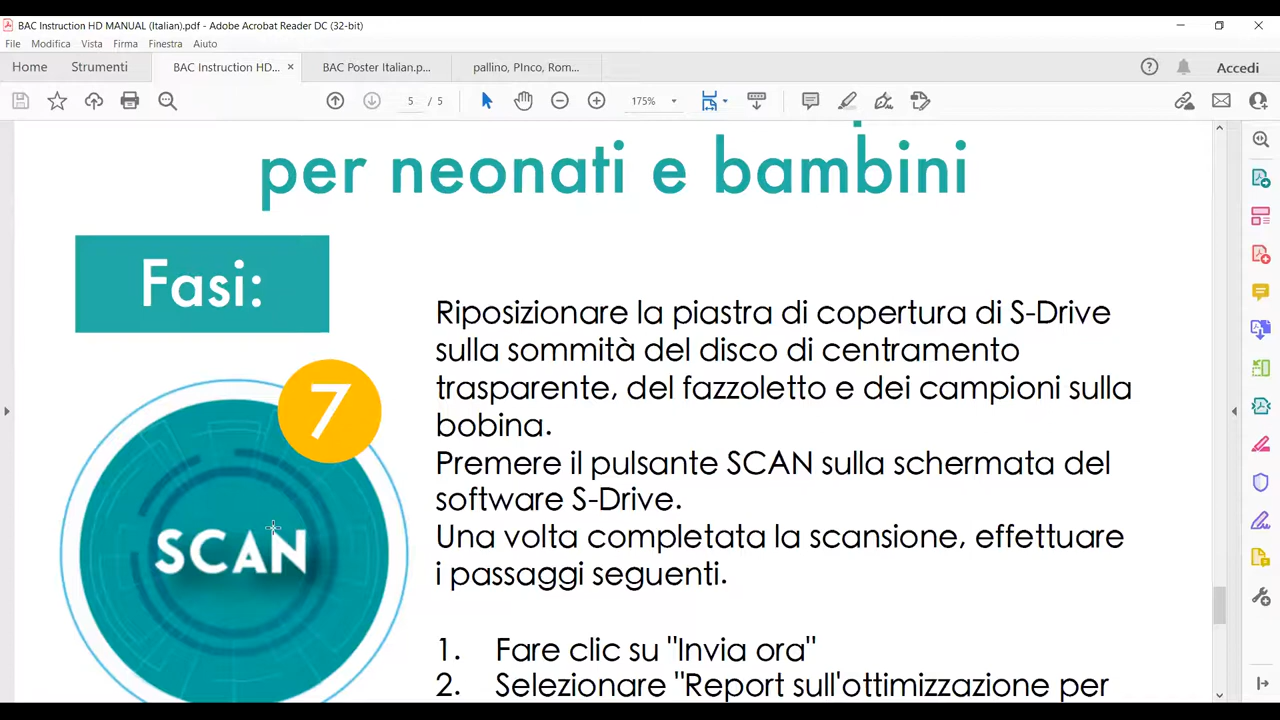 BAC Instruction HD MANUAL (Italian).pdf - Adobe Acrobat Reader DC (32-bit)
File Modifica Vista Firma Finestra Aiuto
Home Strumenti BAC Instruction HD... × BAC Poster Italian.p... pallino, PInco, Rom... Accedi
5 / 5 175%
per neonati e bambini
Fasi:
7
SCAN
Riposizionare la piastra di copertura di S-Drive
sulla sommità del disco di centramento
trasparente, del fazzoletto e dei campioni sulla
bobina.
Premere il pulsante SCAN sulla schermata del
software S-Drive.
Una volta completata la scansione, effettuare
i passaggi seguenti.
1. Fare clic su "Invia ora"
2. Selezionare "Report sull'ottimizzazione per